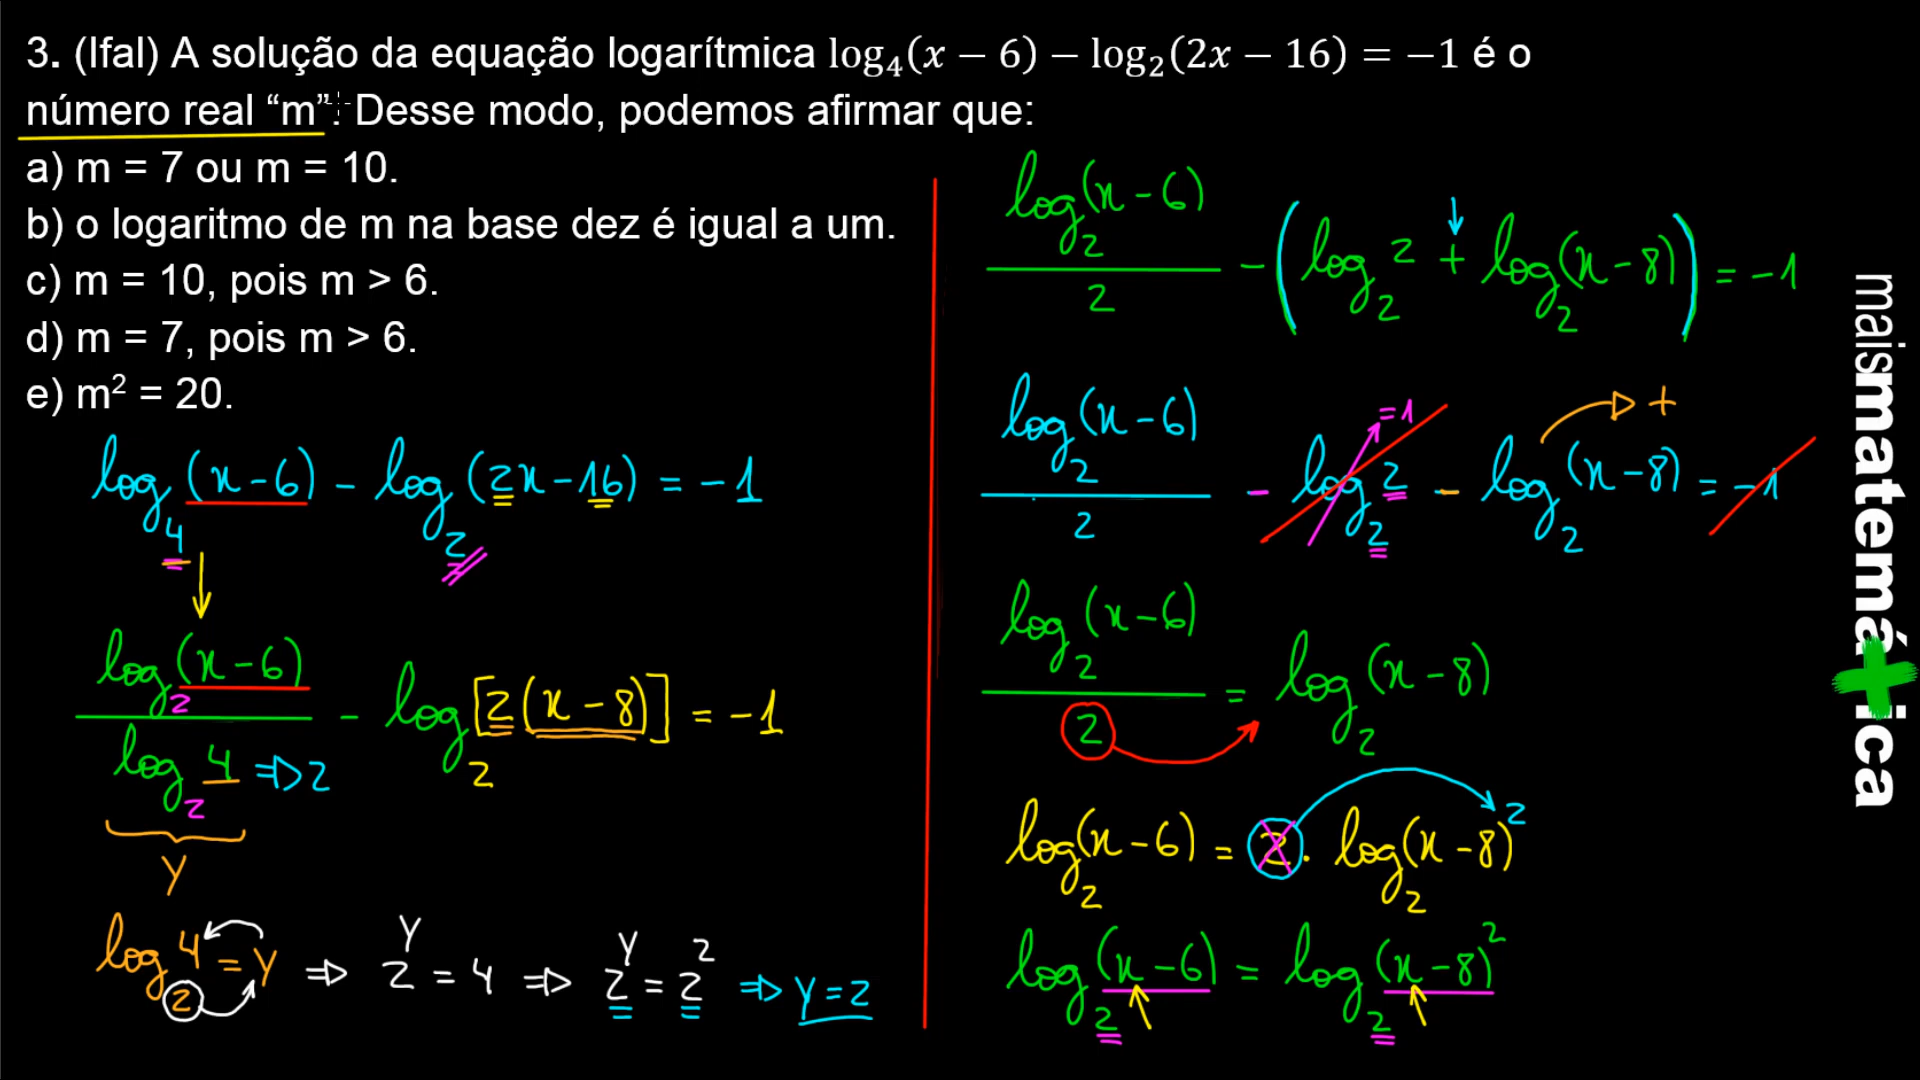 3. (Ifal) A solução da equação logarítmica log₄(x − 6) − log₂(2x − 16) = −1 é o
número real “m”. Desse modo, podemos afirmar que:
a) m = 7 ou m = 10.
b) o logaritmo de m na base dez é igual a um.
c) m = 10, pois m > 6.
d) m = 7, pois m > 6.
e) m² = 20.
log₄(x−6) − log₂(2x−16) = −1
log₂(x−6) / log₂4 ⇒ 2 − log₂[2(x−8)] = −1
y
log₂4 = y ⇒ 2^y = 4 ⇒ 2^y = 2² ⇒ y = 2
log₂(x−6) / 2 − (log₂2 + log₂(x−8)) = −1
log₂(x−6) / 2 − log₂2 =1 − log₂(x−8) = −1 +
log₂(x−6) / 2 = log₂(x−8)
log₂(x−6) = 2 · log₂(x−8)²
log₂(x−6) = log₂(x−8)²
maismatemática